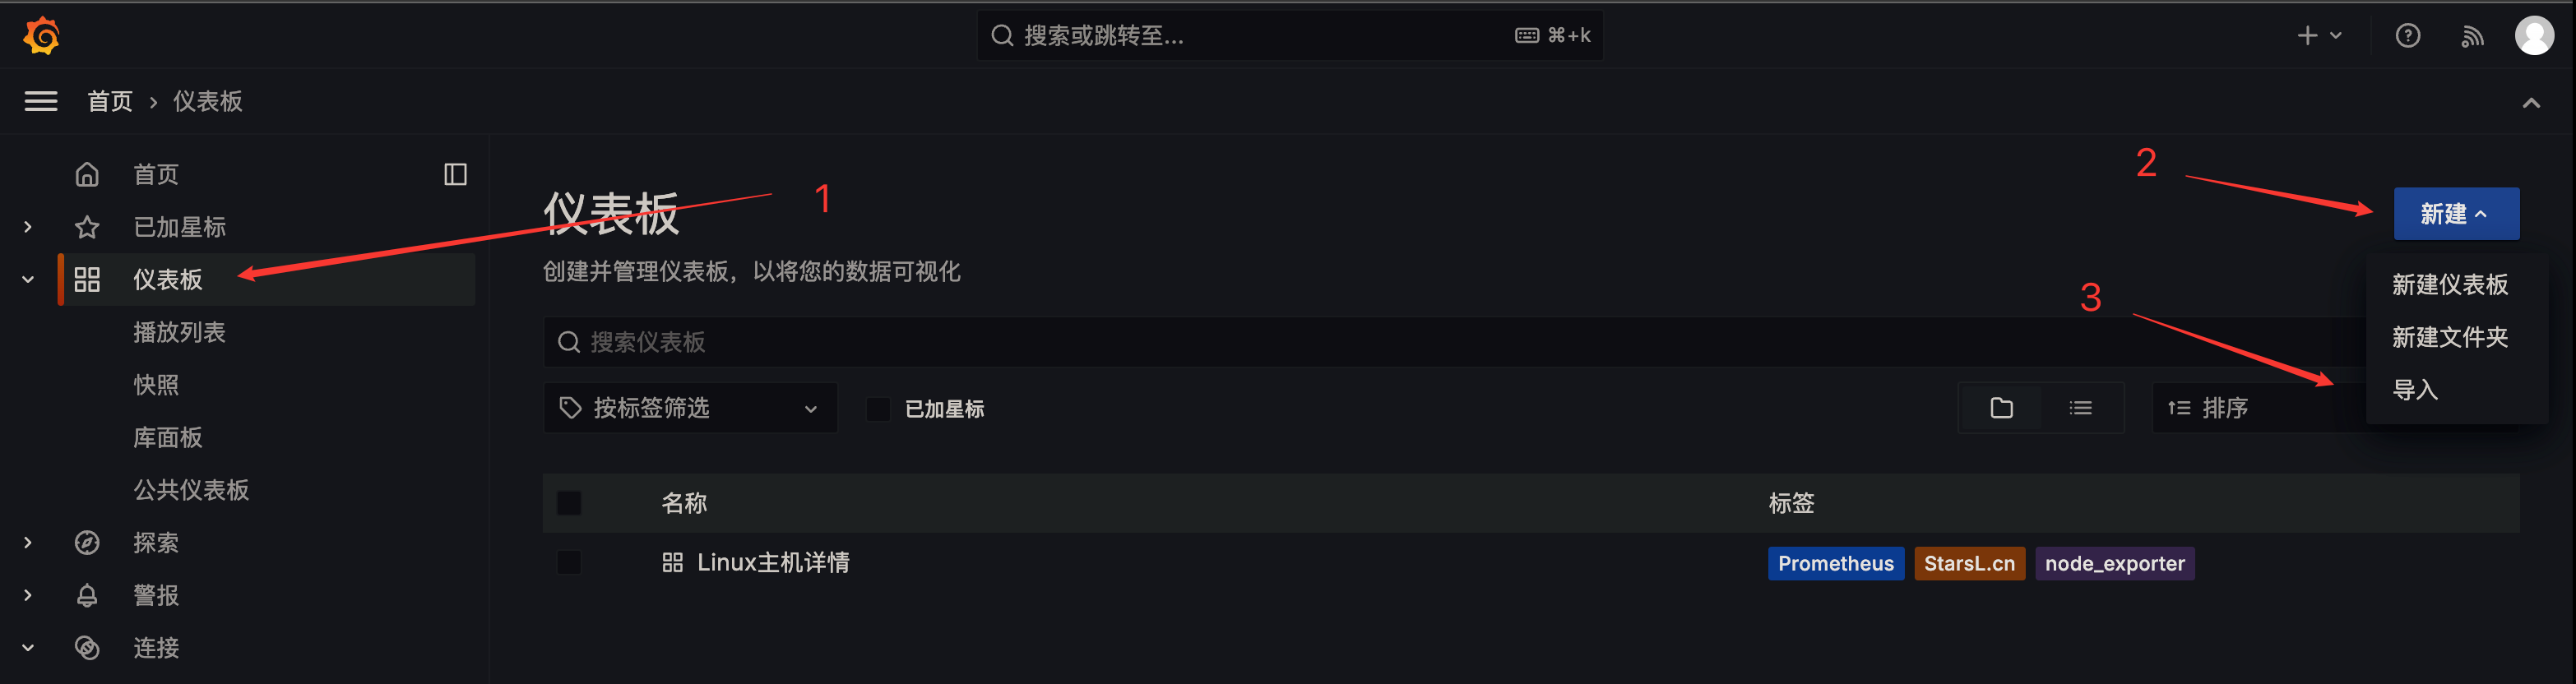 搜索或跳转至...
⌘+k
首页 › 仪表板
首页
已加星标
仪表板
播放列表
快照
库面板
公共仪表板
探索
警报
连接
1
仪表板
创建并管理仪表板，以将您的数据可视化
2
新建
新建仪表板
新建文件夹
导入
3
搜索仪表板
按标签筛选
已加星标
排序
名称
标签
Linux主机详情
Prometheus
StarsL.cn
node_exporter